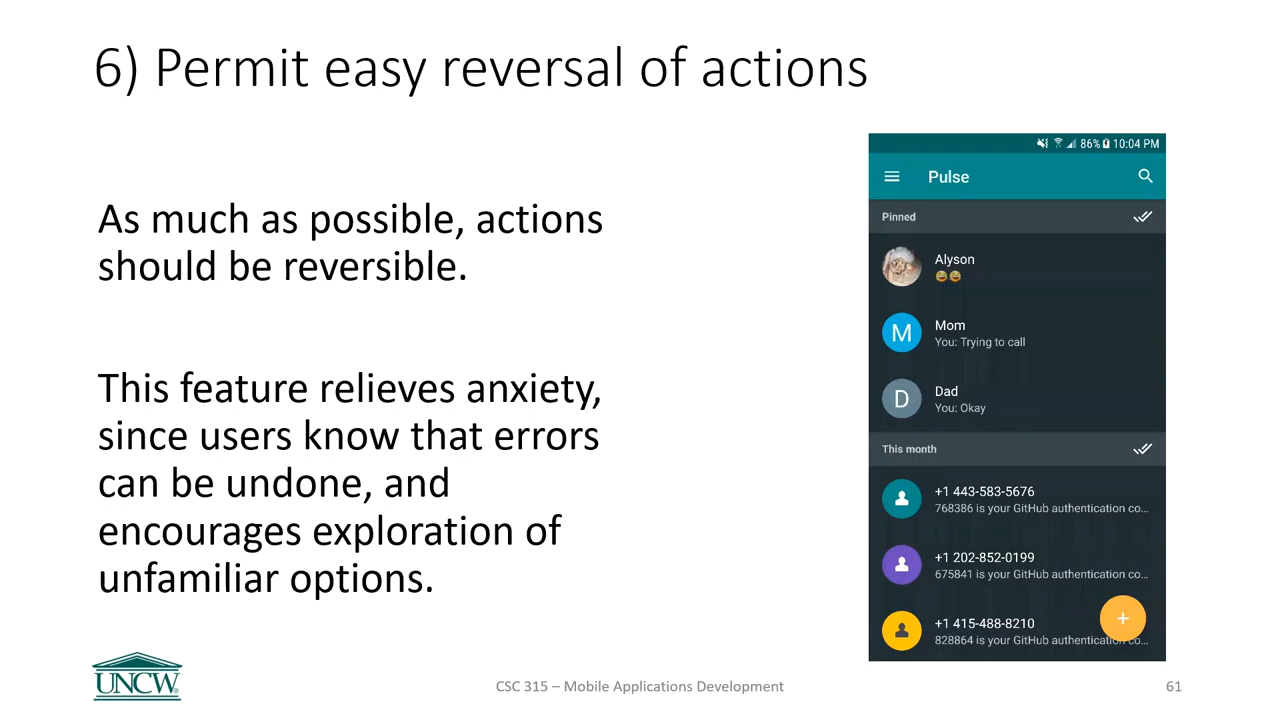 6) Permit easy reversal of actions
As much as possible, actions
should be reversible.
This feature relieves anxiety,
since users know that errors
can be undone, and
encourages exploration of
unfamiliar options.
86% 10:04 PM
Pulse
Pinned
Alyson
😂😂
Mom
M
You: Trying to call
Dad
D
You: Okay
This month
+1 443-583-5676
768386 is your GitHub authentication co...
+1 202-852-0199
675841 is your GitHub authentication co...
+
+1 415-488-8210
828864 is your GitHub authentication co...
UNCW
CSC 315 – Mobile Applications Development
61